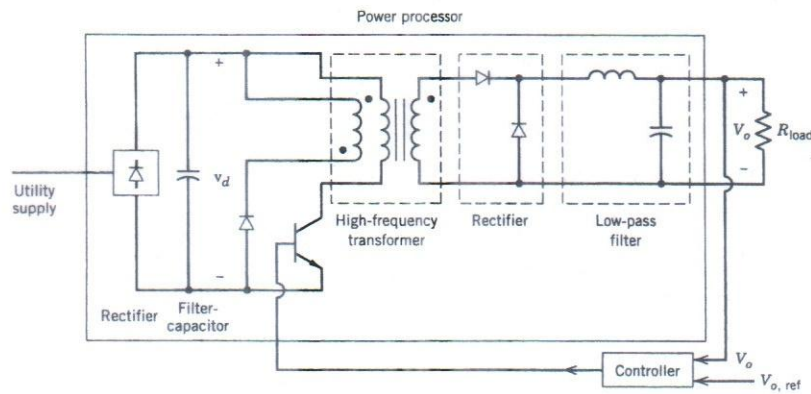 Power processor
+
+
V_o
R_load
−
v_d
Utility
supply
High-frequency
transformer
Rectifier
Low-pass
filter
−
Rectifier
Filter-
capacitor
V_o
Controller
V_o, ref